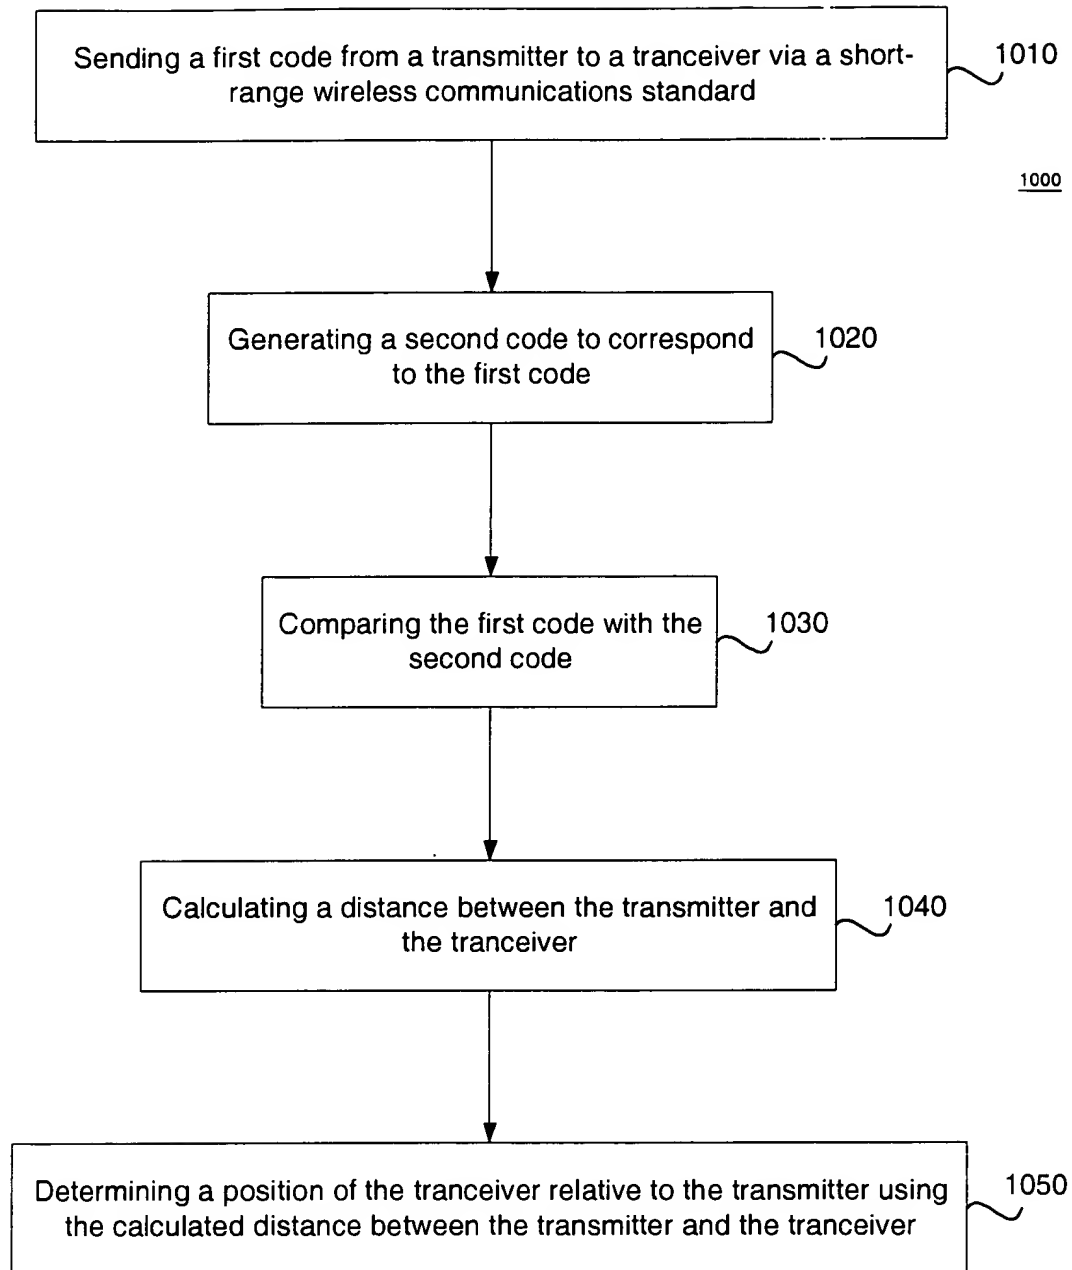 Sending a first code from a transmitter to a tranceiver via a short-
range wireless communications standard
1010
1000
Generating a second code to correspond
to the first code
1020
Comparing the first code with the
second code
1030
Calculating a distance between the transmitter and
the tranceiver
1040
Determining a position of the tranceiver relative to the transmitter using
the calculated distance between the transmitter and the tranceiver
1050